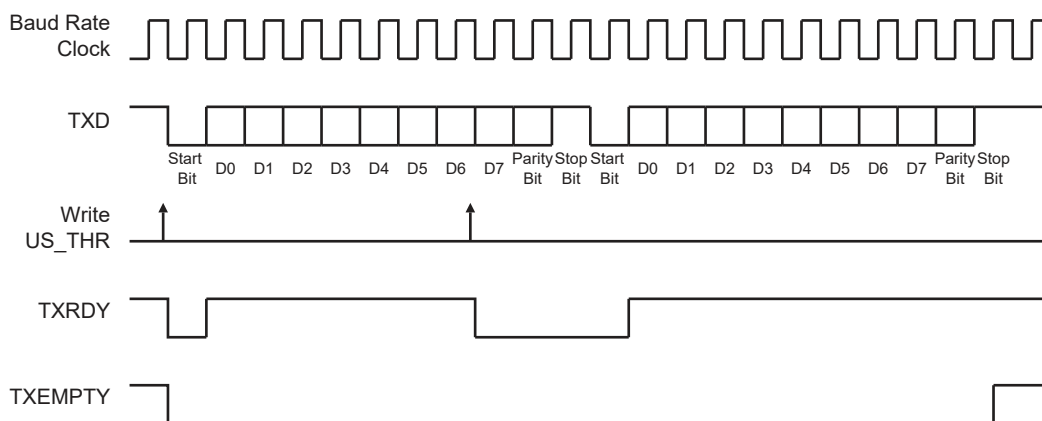 Baud Rate
Clock
TXD
Start
Bit
D0
D1
D2
D3
D4
D5
D6
D7
Parity
Bit
Stop
Bit
Start
Bit
D0
D1
D2
D3
D4
D5
D6
D7
Parity
Bit
Stop
Bit
Write
US_THR
TXRDY
TXEMPTY